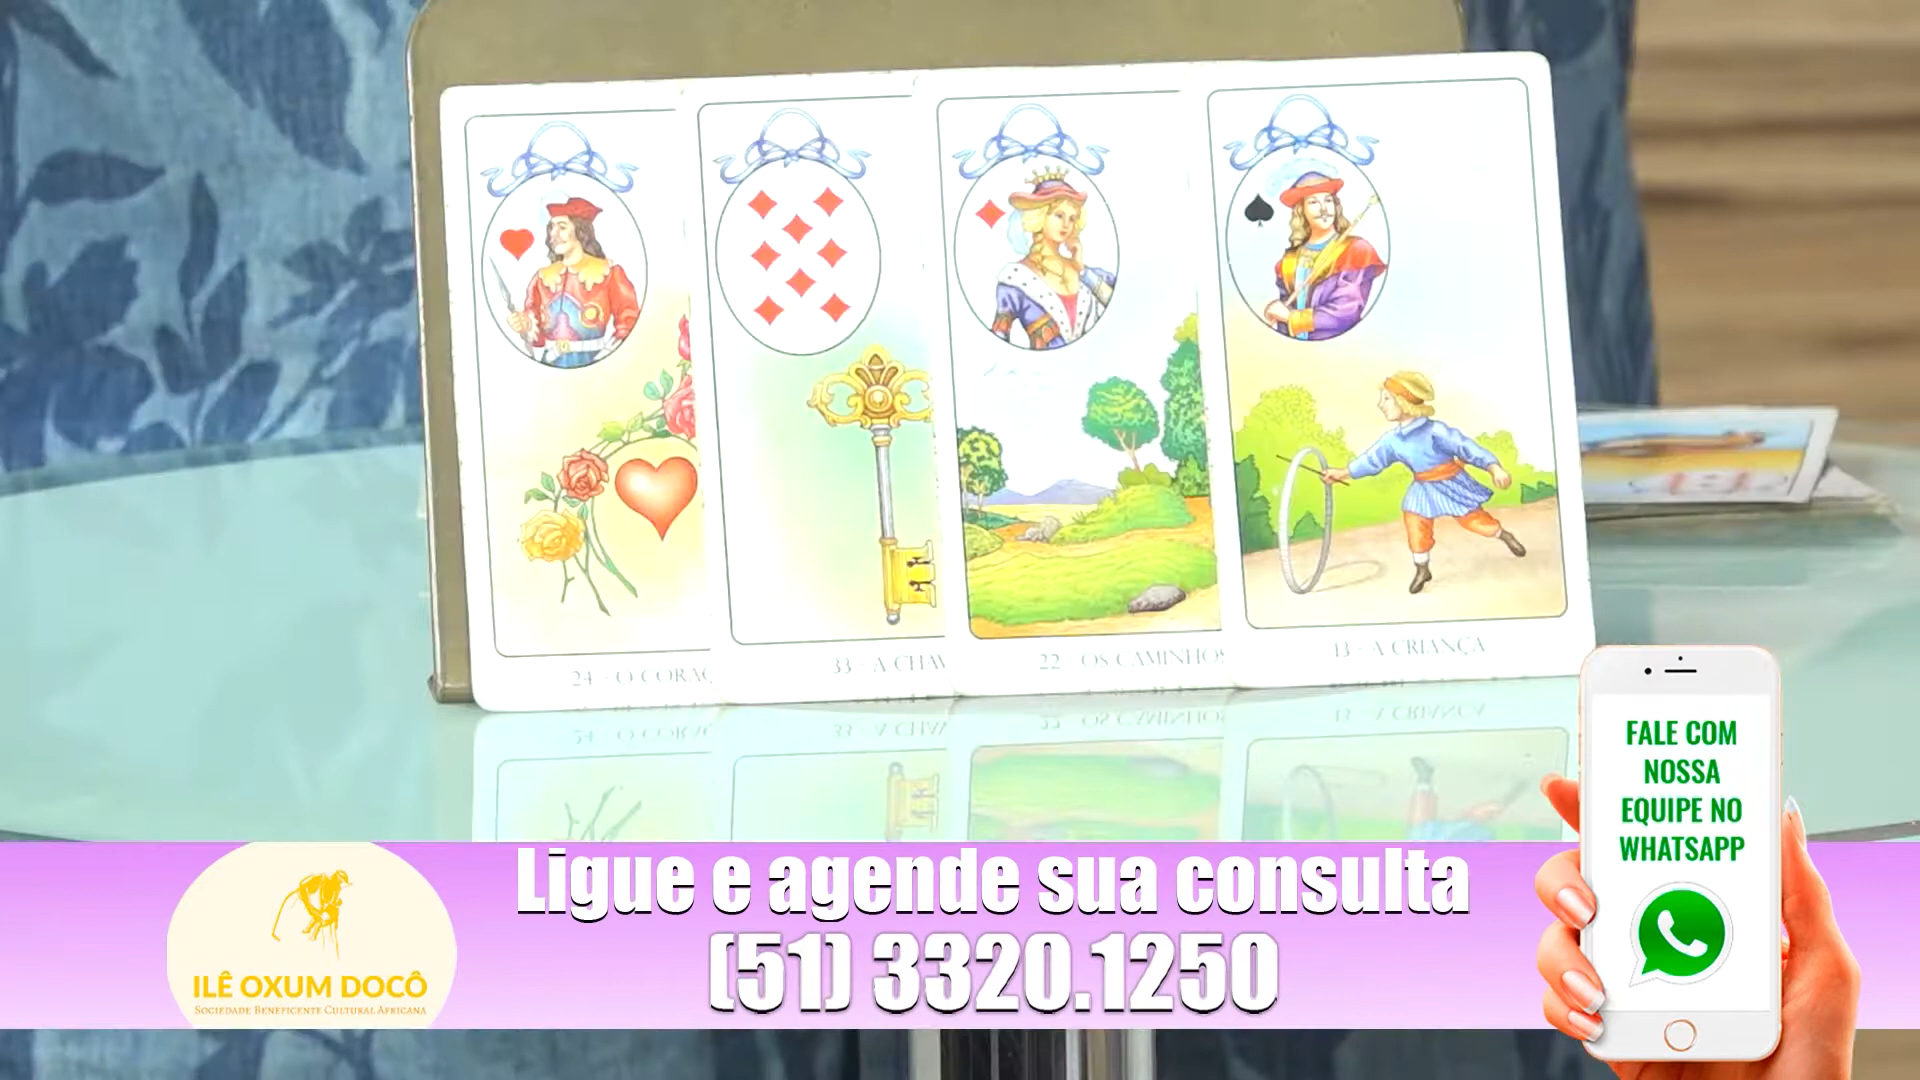 24 - O CORAÇ
33 - A CHAV
22 - OS CAMINHOS
13 - A CRIANÇA
FALE COM
NOSSA
EQUIPE NO
WHATSAPP
Ligue e agende sua consulta
(51) 3320.1250
ILÊ OXUM DOCÔ
SOCIEDADE BENEFICENTE CULTURAL AFRICANA